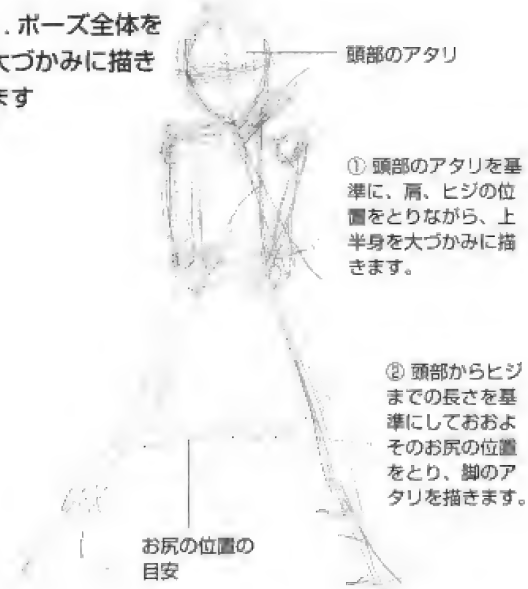 . ポーズ全体を
大づかみに描き
ます
頭部のアタリ
① 頭部のアタリを基
準に、肩、ヒジの位
置をとりながら、上
半身を大づかみに描
きます。
② 頭部からヒジ
までの長さを基
準にしておおよ
そのお尻の位置
をとり、脚のア
タリを描きます。
お尻の位置の
目安